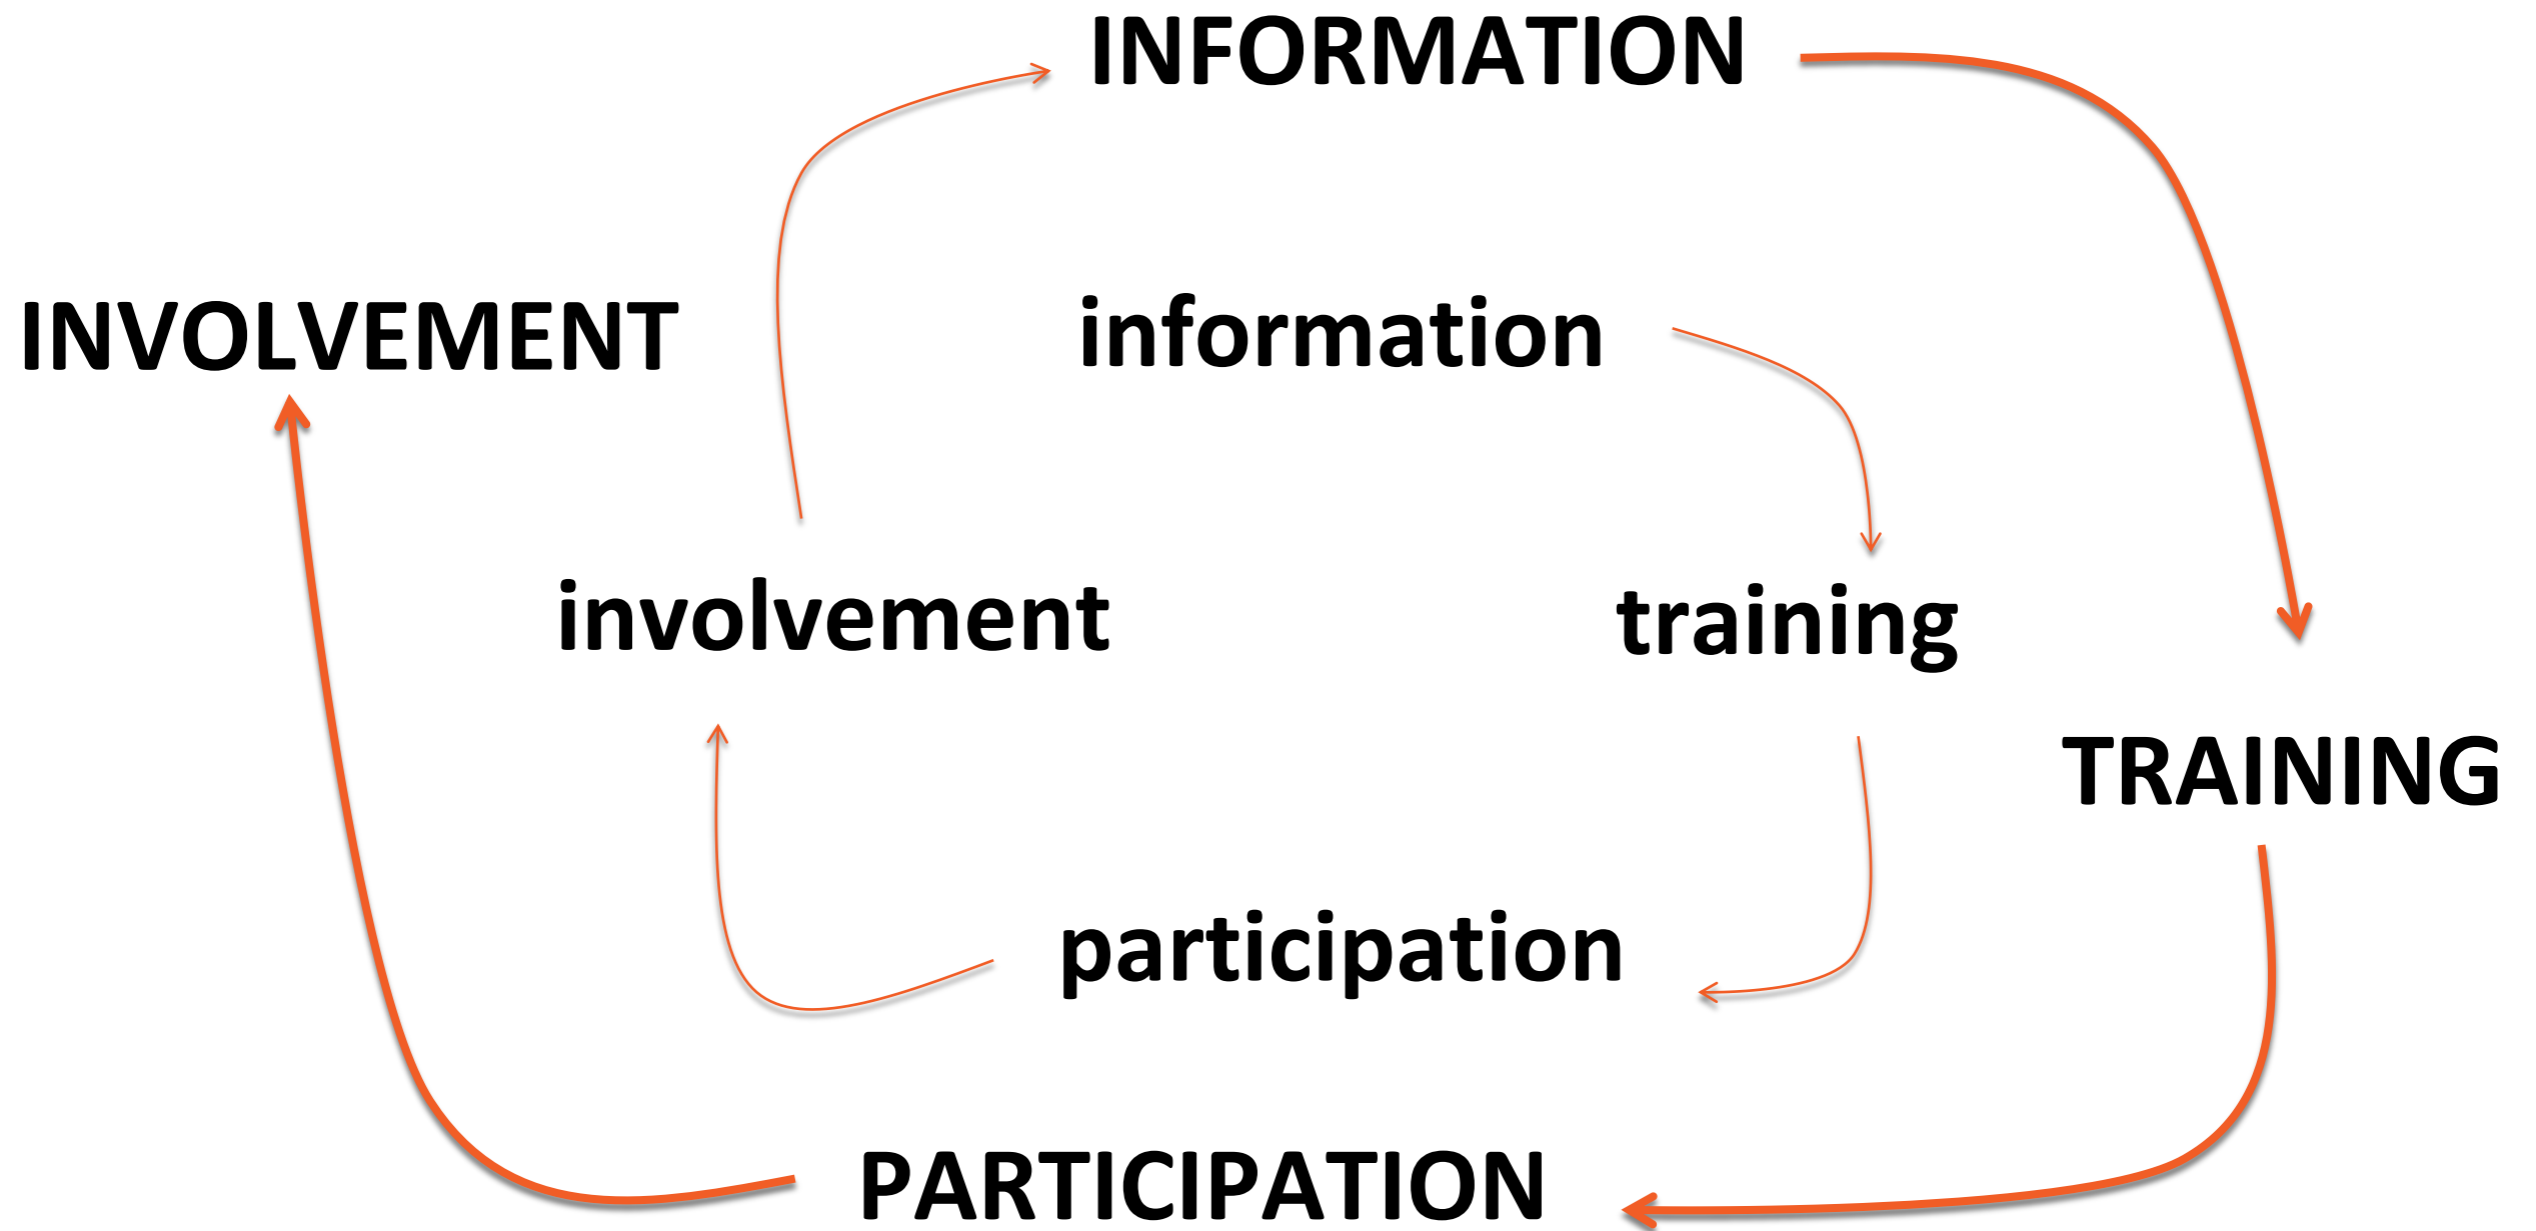 INFORMATION
INVOLVEMENT
information
involvement
training
TRAINING
participation
PARTICIPATION